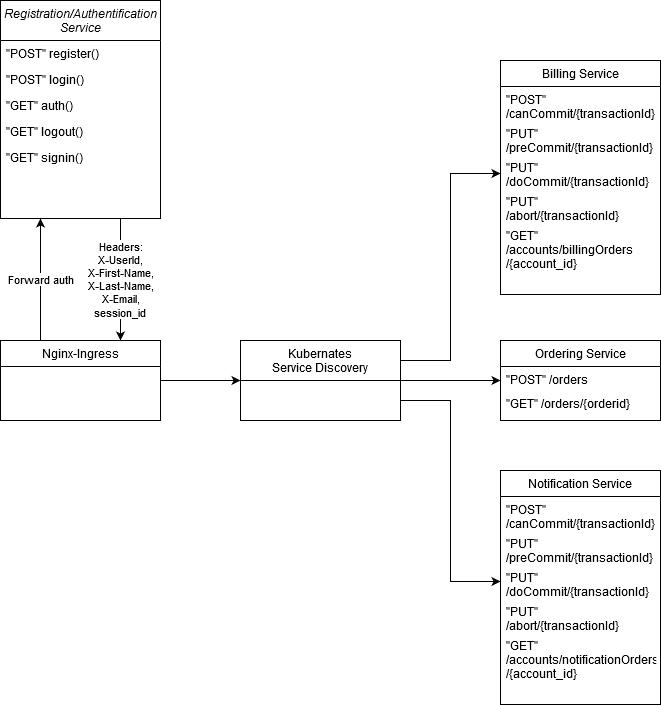 Registration/Authentification
Service
"POST" register()
"POST" login()
"GET" auth()
"GET" logout()
"GET" signin()
Forward auth
Headers:
X-UserId,
X-First-Name,
X-Last-Name,
X-Email,
session_id
Nginx-Ingress
Kubernates
Service Discovery
Billing Service
"POST"
/canCommit/{transactionId}
"PUT"
/preCommit/{transactionId}
"PUT"
/doCommit/{transactionId}
"PUT"
/abort/{transactionId}
"GET"
/accounts/billingOrders
/{account_id}
Ordering Service
"POST" /orders
"GET" /orders/{orderid}
Notification Service
"POST"
/canCommit/{transactionId}
"PUT"
/preCommit/{transactionId}
"PUT"
/doCommit/{transactionId}
"PUT"
/abort/{transactionId}
"GET"
/accounts/notificationOrders
/{account_id}